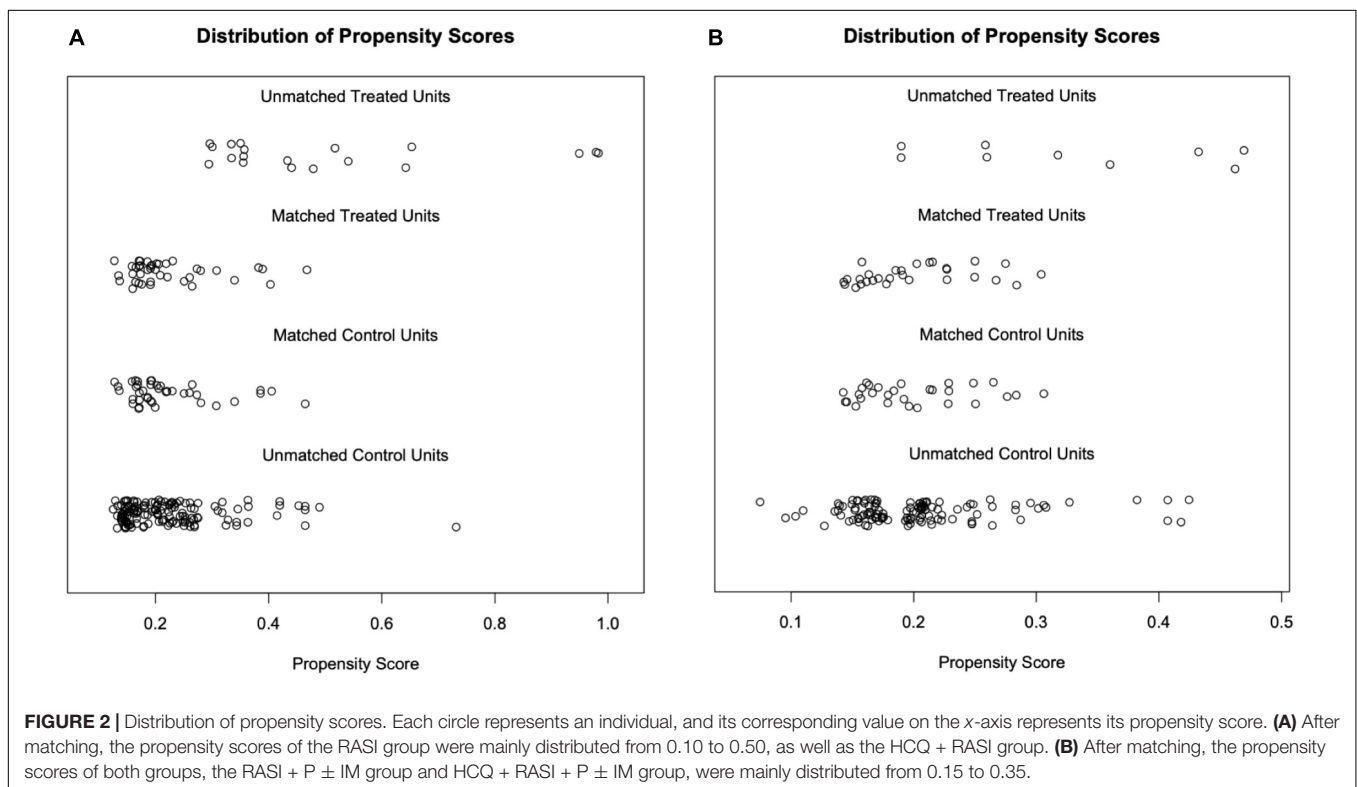 A
Distribution of Propensity Scores
Unmatched Treated Units
Matched Treated Units
Matched Control Units
Unmatched Control Units
0.2 0.4 0.6 0.8 1.0
Propensity Score
B
Distribution of Propensity Scores
Unmatched Treated Units
Matched Treated Units
Matched Control Units
Unmatched Control Units
0.1 0.2 0.3 0.4 0.5
Propensity Score
FIGURE 2 | Distribution of propensity scores. Each circle represents an individual, and its corresponding value on the x-axis represents its propensity score. (A) After
matching, the propensity scores of the RASI group were mainly distributed from 0.10 to 0.50, as well as the HCQ + RASI group. (B) After matching, the propensity
scores of both groups, the RASI + P ± IM group and HCQ + RASI + P ± IM group, were mainly distributed from 0.15 to 0.35.